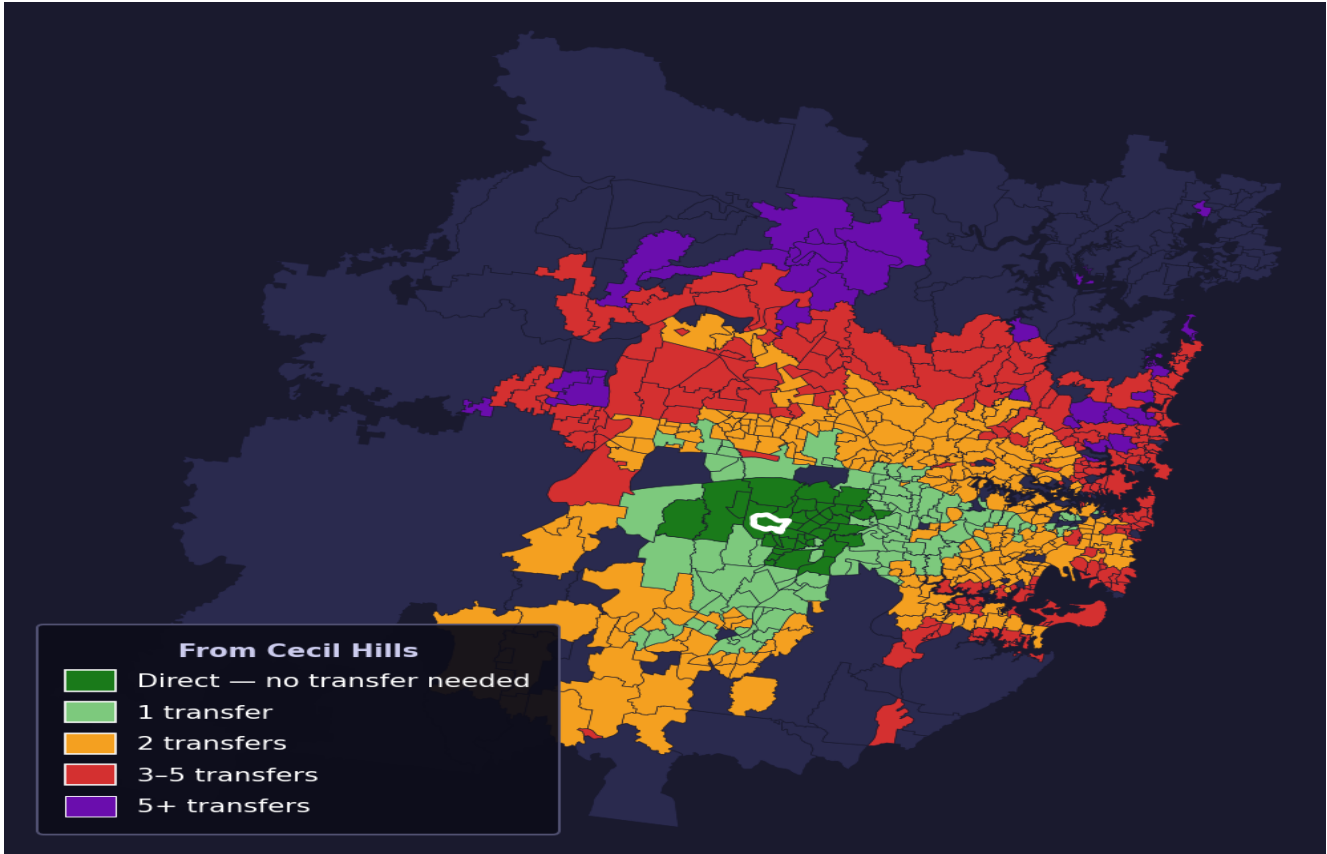 From Cecil Hills
Direct — no transfer needed
1 transfer
2 transfers
3–5 transfers
5+ transfers